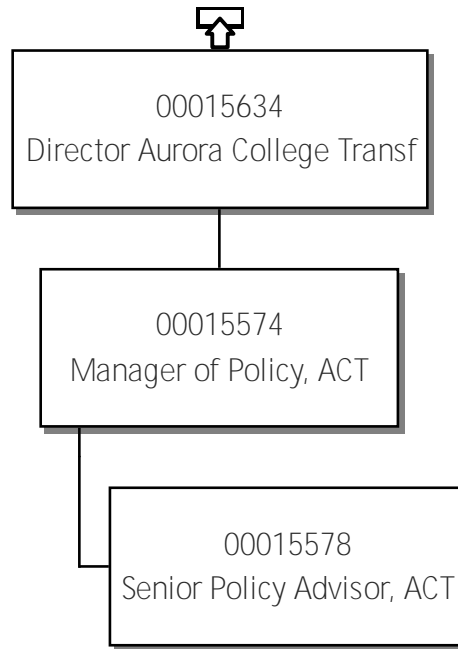 00015634
Director Aurora College Transf
00015574
Manager of Policy, ACT
00015578
Senior Policy Advisor, ACT